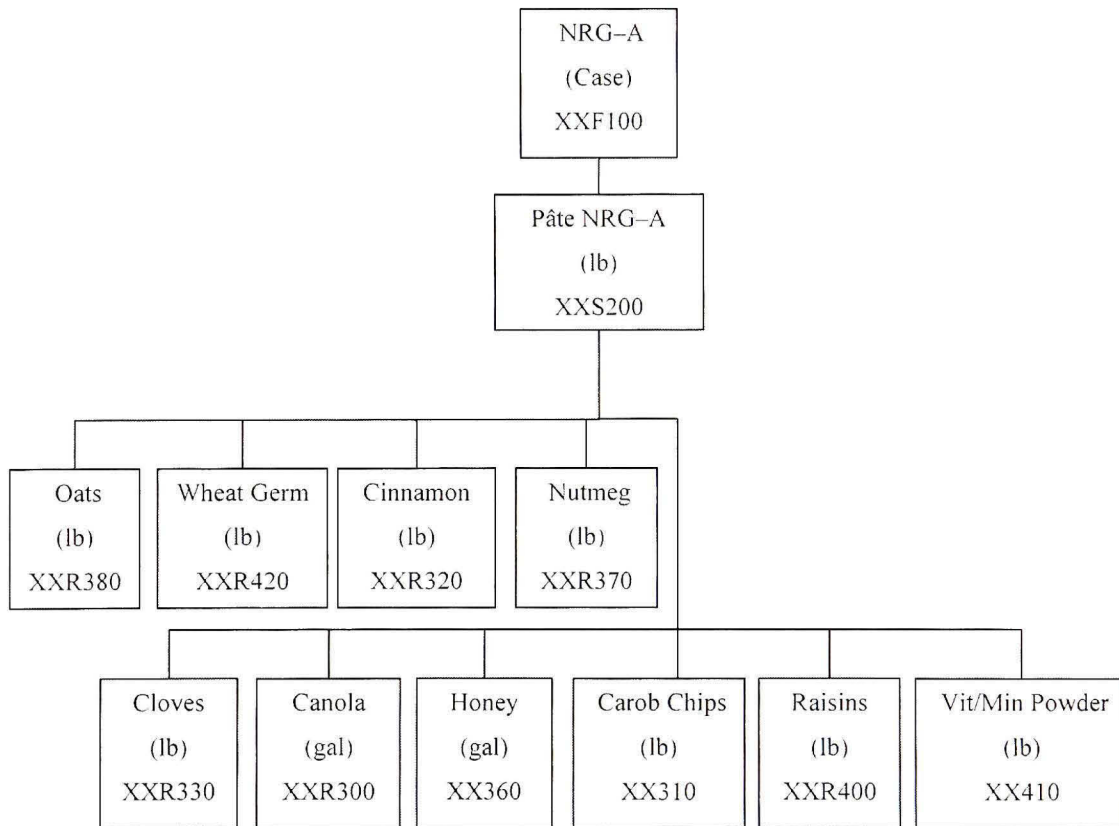 NRG–A
(Case)
XXF100
Pâte NRG–A
(lb)
XXS200
Oats
(lb)
XXR380
Wheat Germ
(lb)
XXR420
Cinnamon
(lb)
XXR320
Nutmeg
(lb)
XXR370
Cloves
(lb)
XXR330
Canola
(gal)
XXR300
Honey
(gal)
XX360
Carob Chips
(lb)
XX310
Raisins
(lb)
XXR400
Vit/Min Powder
(lb)
XX410